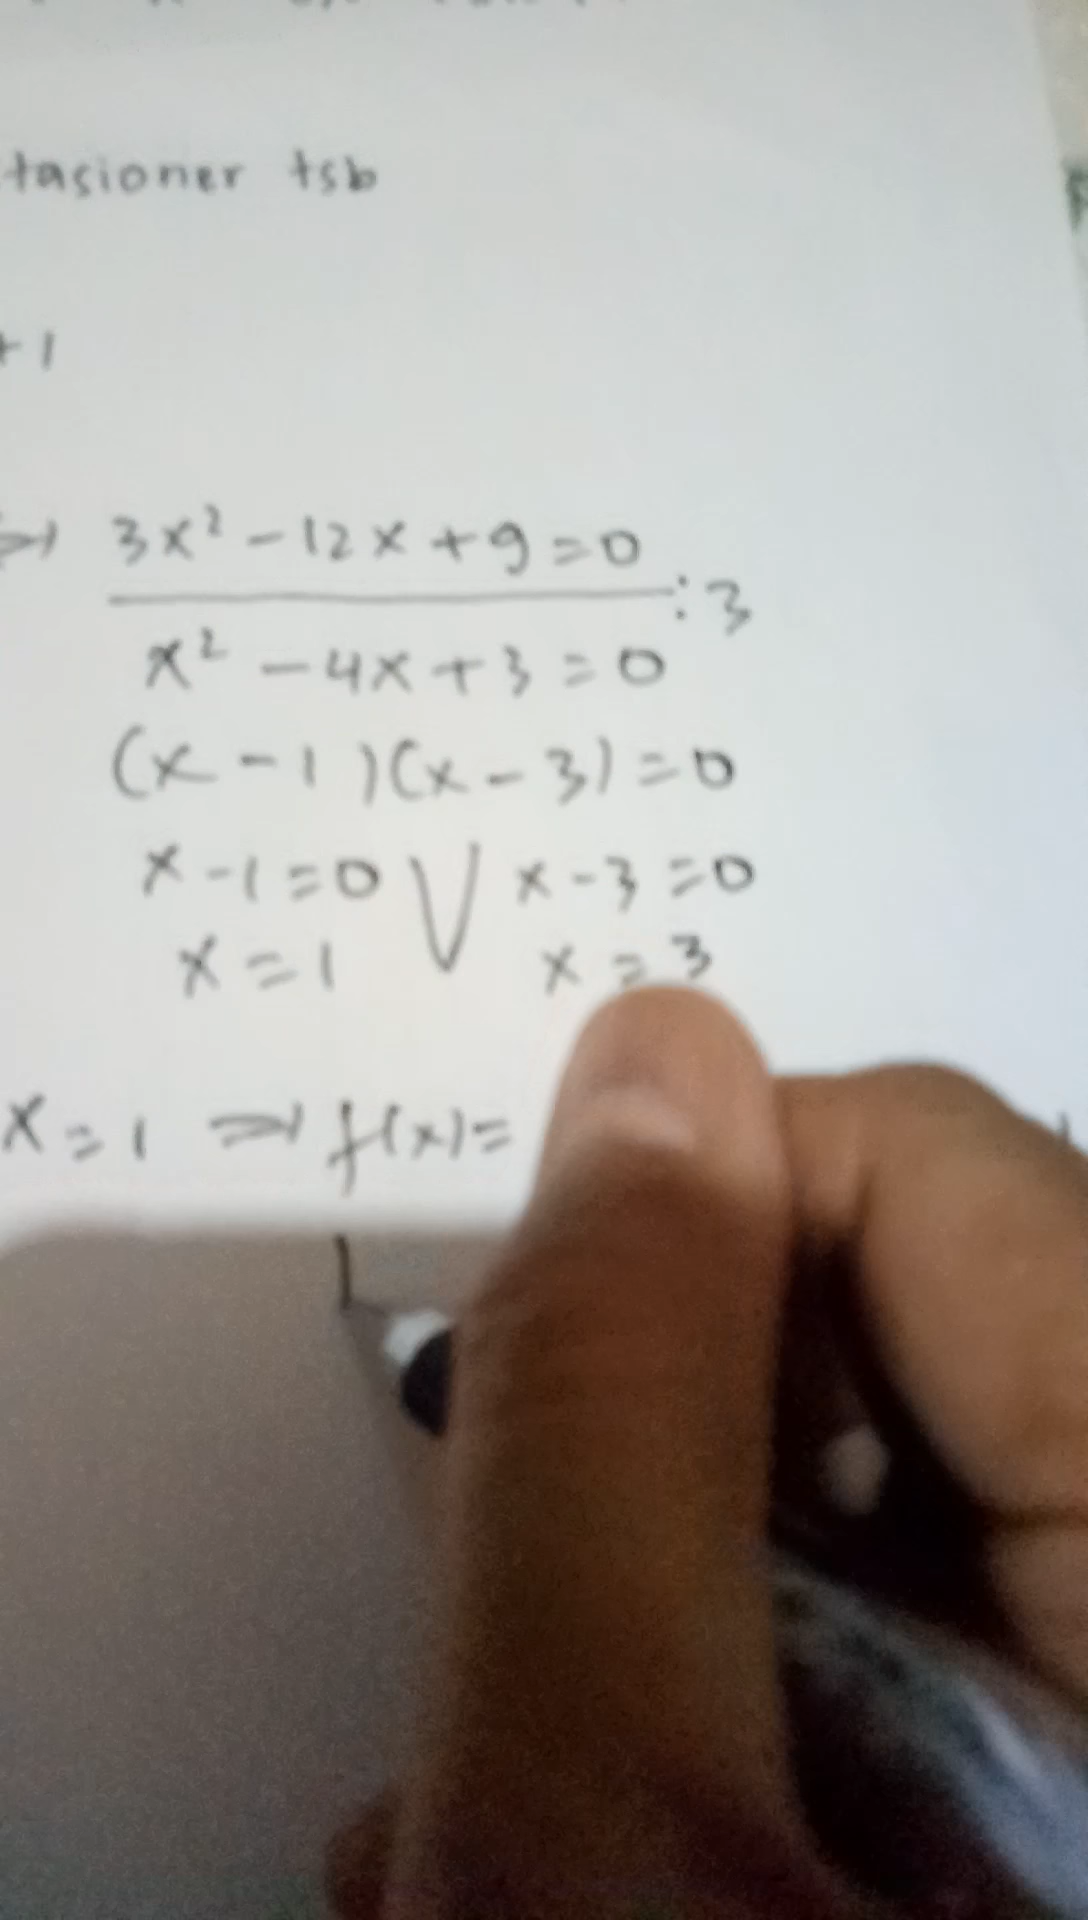 tasioner tsb
+1
⇒ 3x² - 12x + 9 = 0
: 3
x² - 4x + 3 = 0
(x - 1)(x - 3) = 0
x - 1 = 0 V x - 3 = 0
x = 1 x = 3
x = 1 ⇒ f(x) =